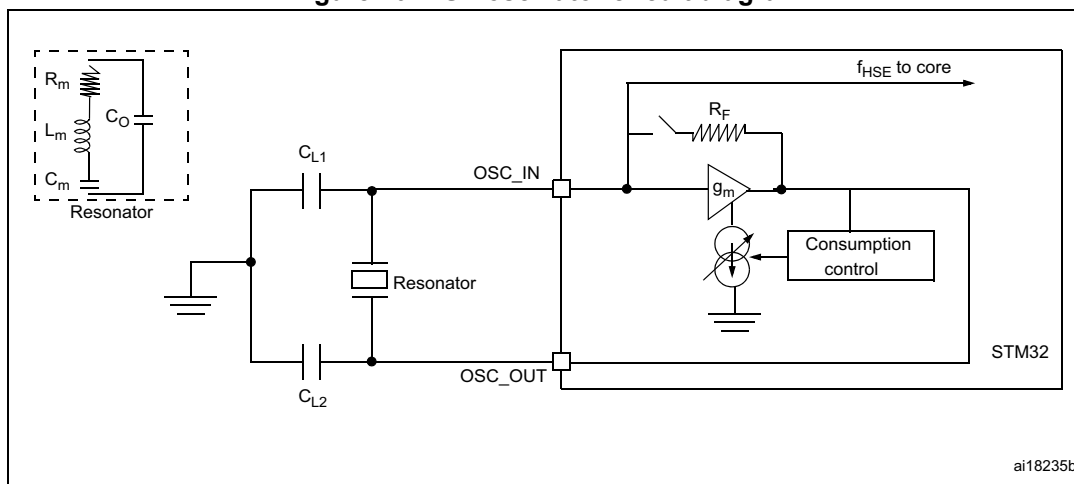 R_m
L_m
C_O
C_m
Resonator
C_L1
C_L2
Resonator
OSC_IN
OSC_OUT
f_HSE to core
R_F
g_m
Consumption
control
STM32
ai18235b